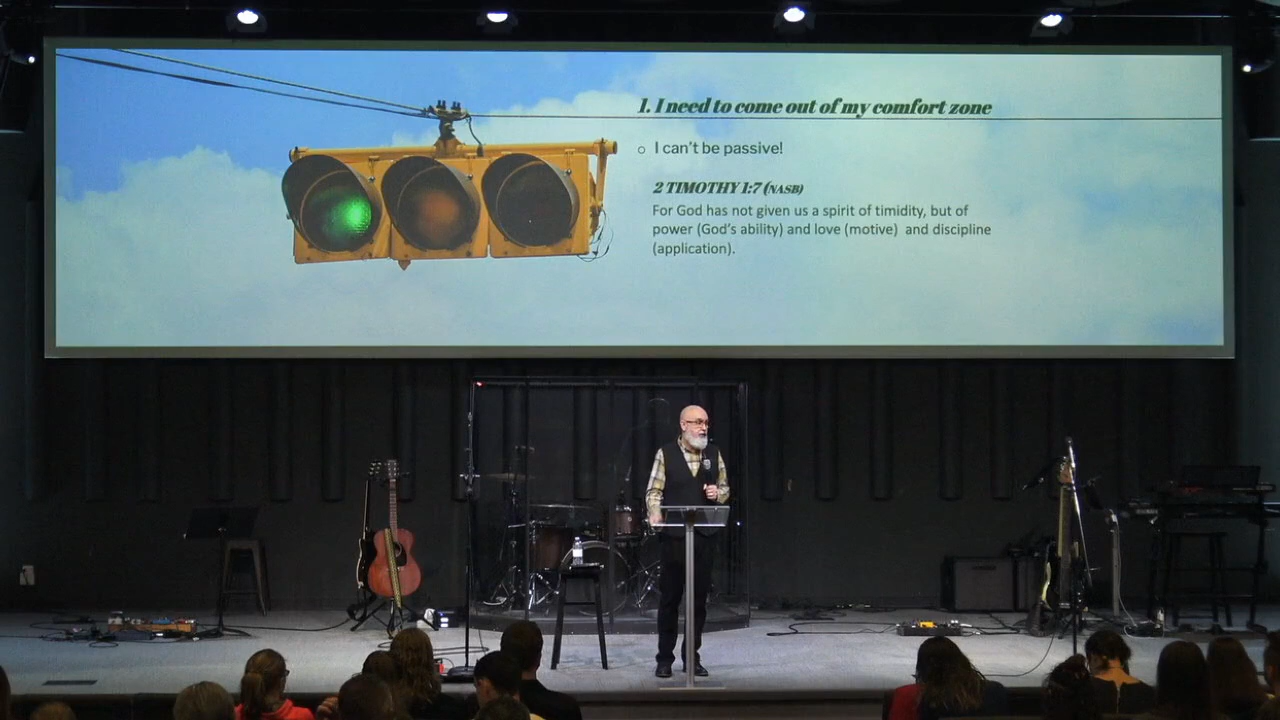 1. I need to come out of my comfort zone
o I can't be passive!
2 TIMOTHY 1:7 (NASB)
For God has not given us a spirit of timidity, but of
power (God's ability) and love (motive) and discipline
(application).